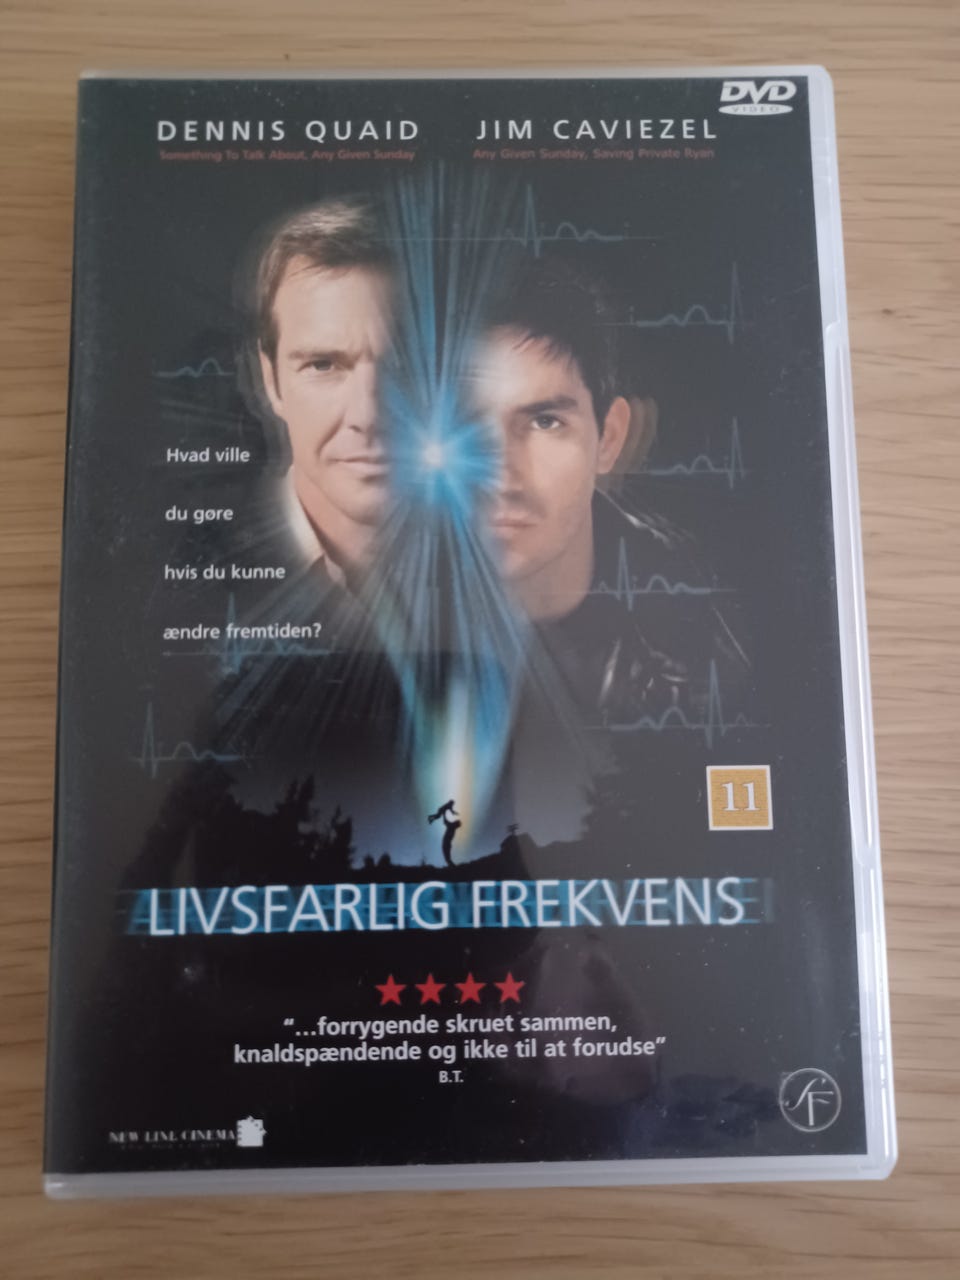 DVD
VIDEO
DENNIS QUAID
Something To Talk About, Any Given Sunday
JIM CAVIEZEL
Any Given Sunday, Saving Private Ryan
Hvad ville
du gøre
hvis du kunne
ændre fremtiden?
11
LIVSFARLIG FREKVENS
★★★★
“...forrygende skruet sammen,
knaldspændende og ikke til at forudse”
B.T.
SF
NEW LINE CINEMA